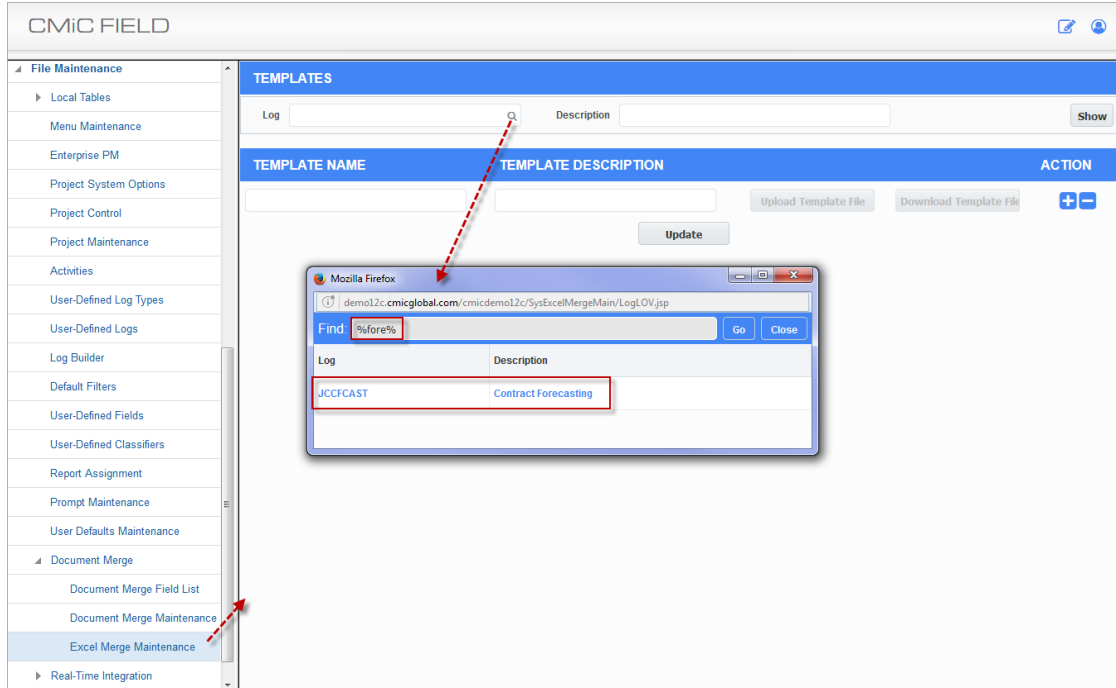 CMiC FIELD
File Maintenance
Local Tables
Menu Maintenance
Enterprise PM
Project System Options
Project Control
Project Maintenance
Activities
User-Defined Log Types
User-Defined Logs
Log Builder
Default Filters
User-Defined Fields
User-Defined Classifiers
Report Assignment
Prompt Maintenance
User Defaults Maintenance
Document Merge
Document Merge Field List
Document Merge Maintenance
Excel Merge Maintenance
Real-Time Integration
TEMPLATES
Log Description Show
TEMPLATE NAME TEMPLATE DESCRIPTION ACTION
Upload Template File Download Template File
Update
Mozilla Firefox
demo12c.cmicglobal.com/cmicdemo12c/SysExcelMergeMain/LogLOV.jsp
Find: %fore% Go Close
Log Description
JCCFCAST Contract Forecasting